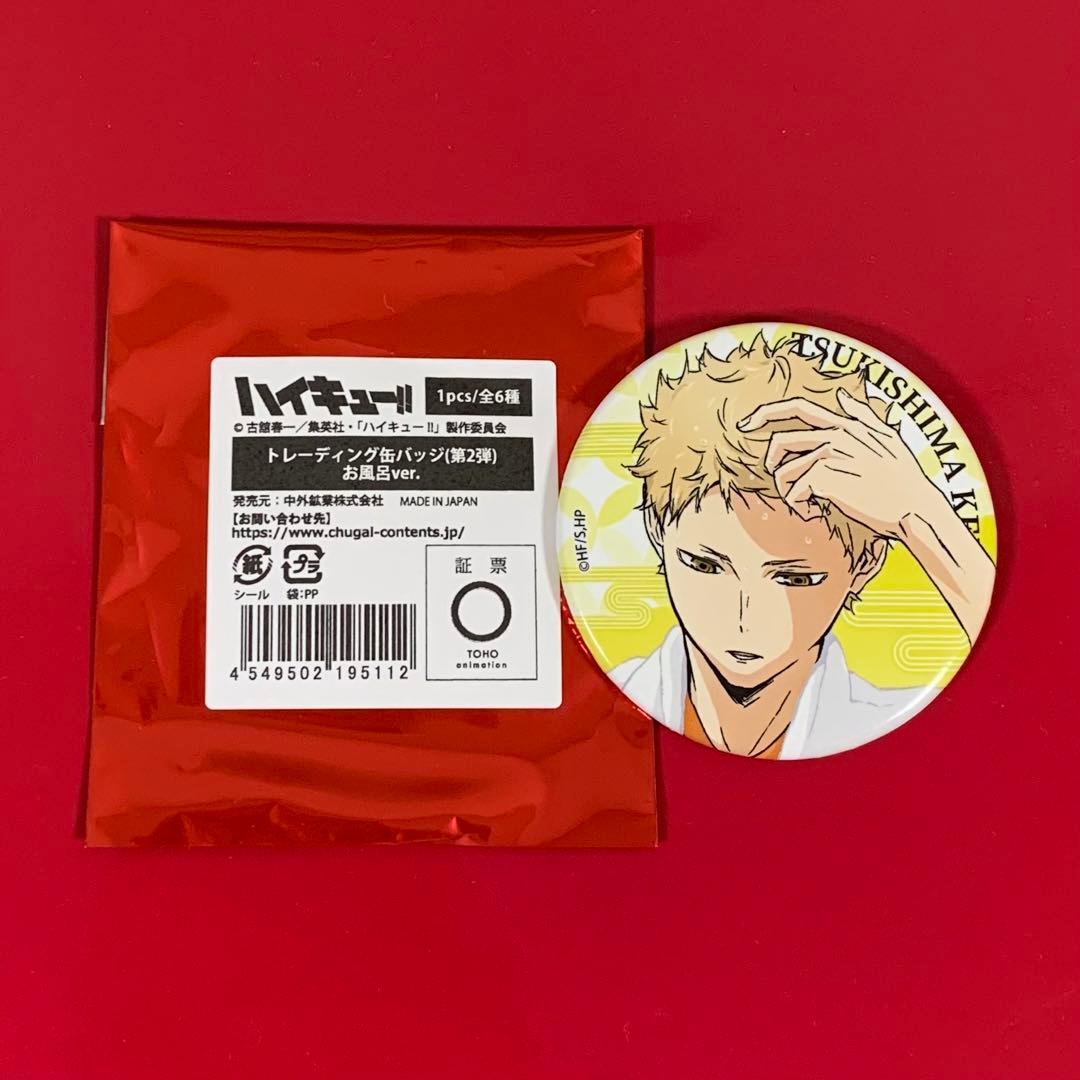 ハイキュー!!
1pcs/全6種
© 古舘春一／集英社・「ハイキュー!!」製作委員会
トレーディング缶バッジ(第2弾)
お風呂ver.
発売元：中外鉱業株式会社 MADE IN JAPAN
【お問い合わせ先】
https://www.chugai-contents.jp/
紙 プラ
シール 袋:PP
証票
TOHO
animation
4 549502 195112
TSUKISHIMA KE
©HF/S,HP